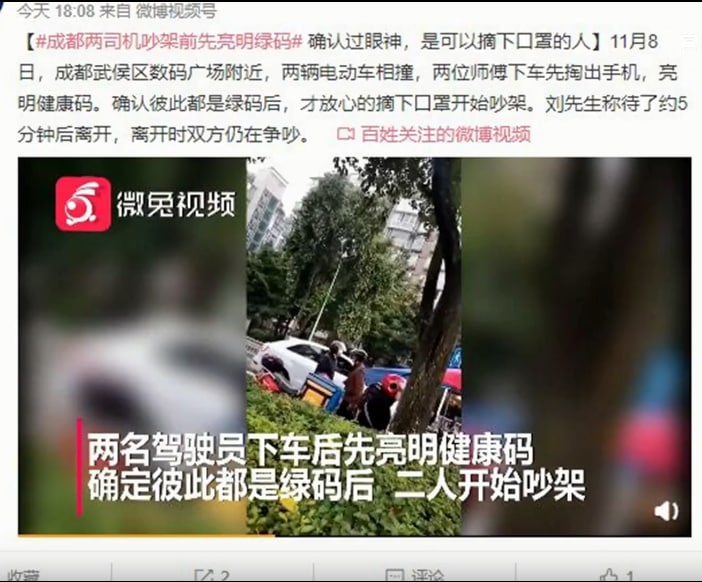 今天 18:08 来自 微博视频号
【#成都两司机吵架前先亮明绿码# 确认过眼神，是可以摘下口罩的人】11月8
日，成都武侯区数码广场附近，两辆电动车相撞，两位师傅下车先掏出手机，亮
明健康码。确认彼此都是绿码后，才放心的摘下口罩开始吵架。刘先生称待了约5
分钟后离开，离开时双方仍在争吵。 百姓关注的微博视频
微兔视频
两名驾驶员下车后先亮明健康码
确定彼此都是绿码后 二人开始吵架
收藏 2 评论 1